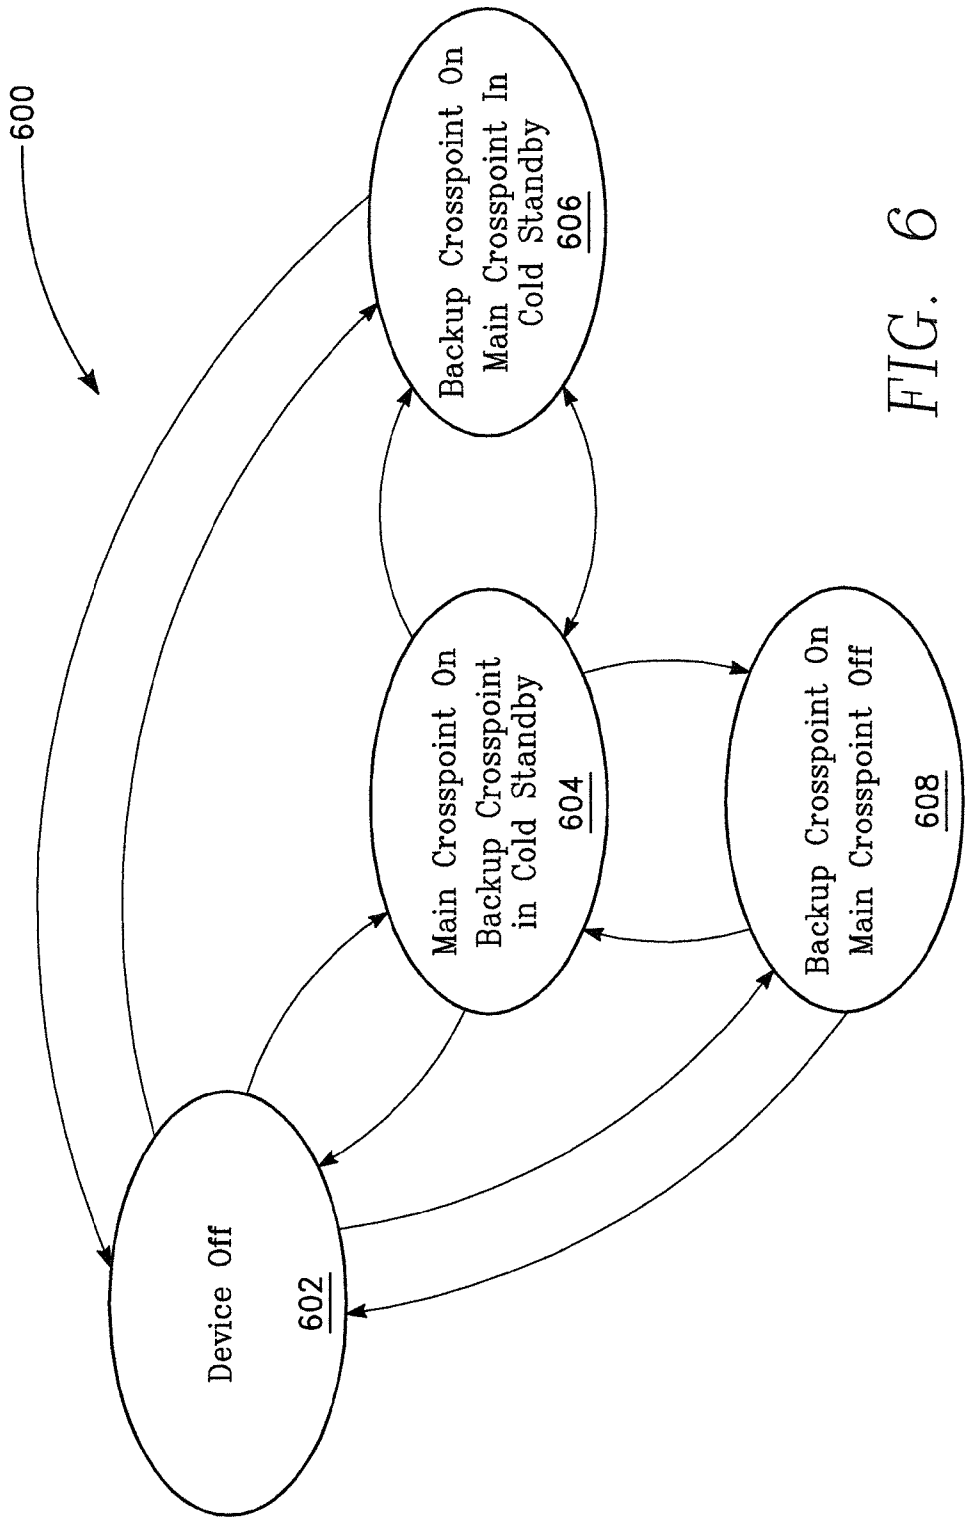 600
Device Off
602
Main Crosspoint On
Backup Crosspoint
in Cold Standby
604
Backup Crosspoint On
Main Crosspoint In
Cold Standby
606
Backup Crosspoint On
Main Crosspoint Off
608
FIG. 6